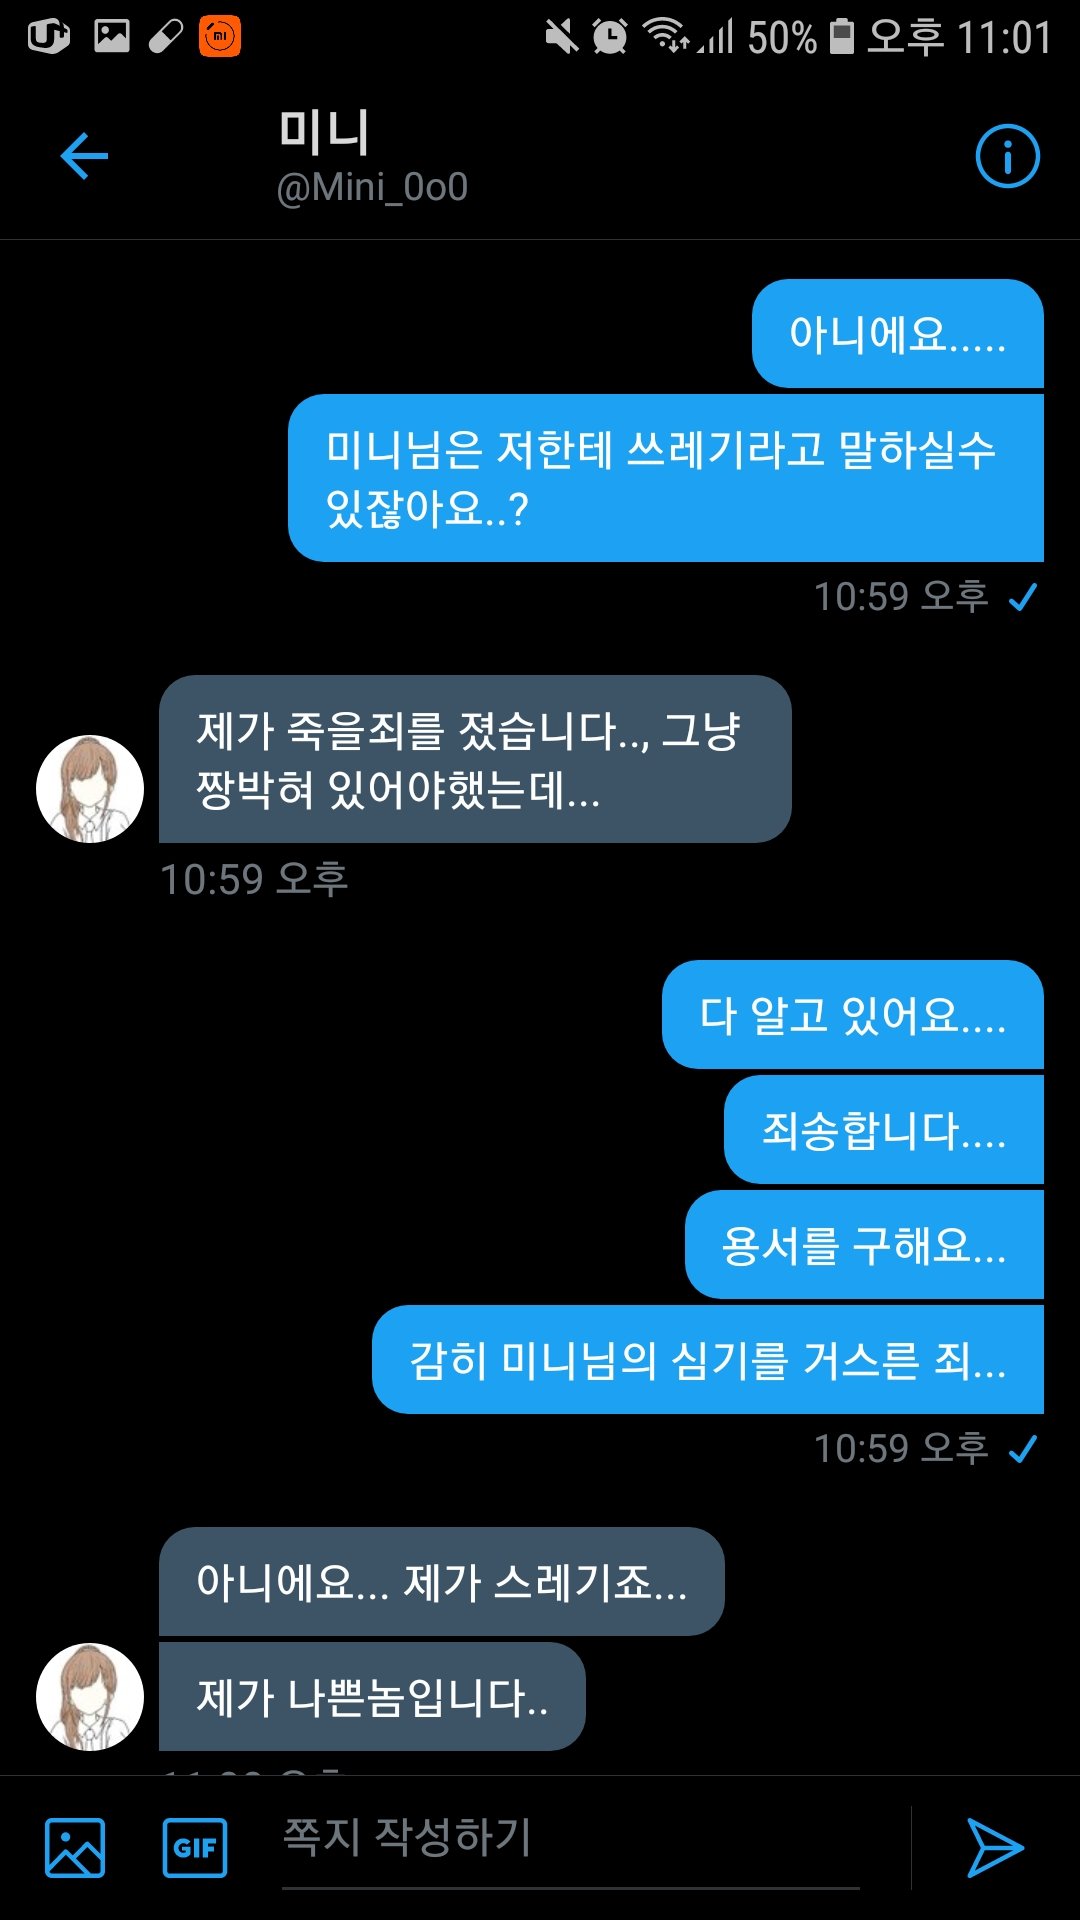 50% 오후 11:01
미니
@Mini_0o0
아니에요.....
미니님은 저한테 쓰레기라고 말하실수
있잖아요..?
10:59 오후
제가 죽을죄를 졌습니다.., 그냥
짱박혀 있어야했는데...
10:59 오후
다 알고 있어요....
죄송합니다....
용서를 구해요...
감히 미니님의 심기를 거스른 죄...
10:59 오후
아니에요... 제가 스레기죠...
제가 나쁜놈입니다..
GIF
쪽지 작성하기